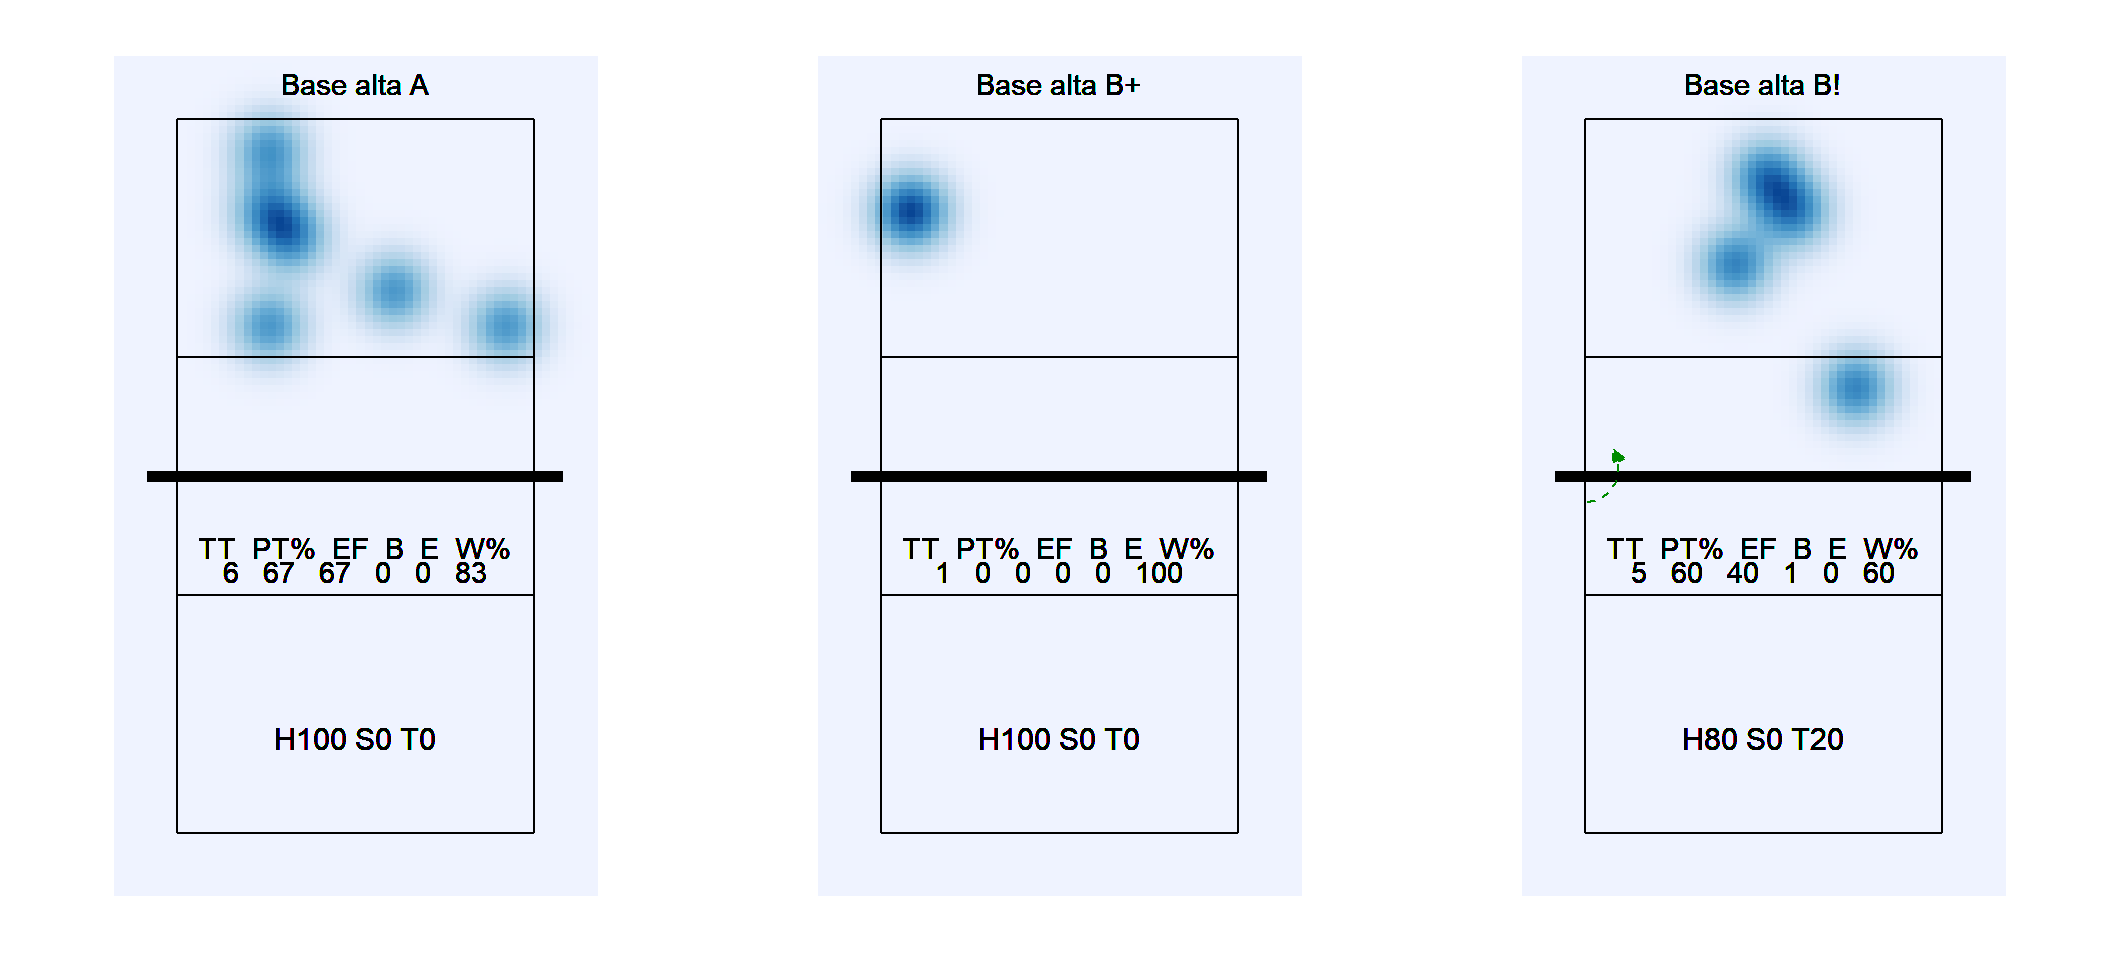 Base alta A
TT PT% EF B E W%
6 67 67 0 0 83
H100 S0 T0
Base alta B+
TT PT% EF B E W%
1 0 0 0 0 100
H100 S0 T0
Base alta B!
TT PT% EF B E W%
5 60 40 1 0 60
H80 S0 T20